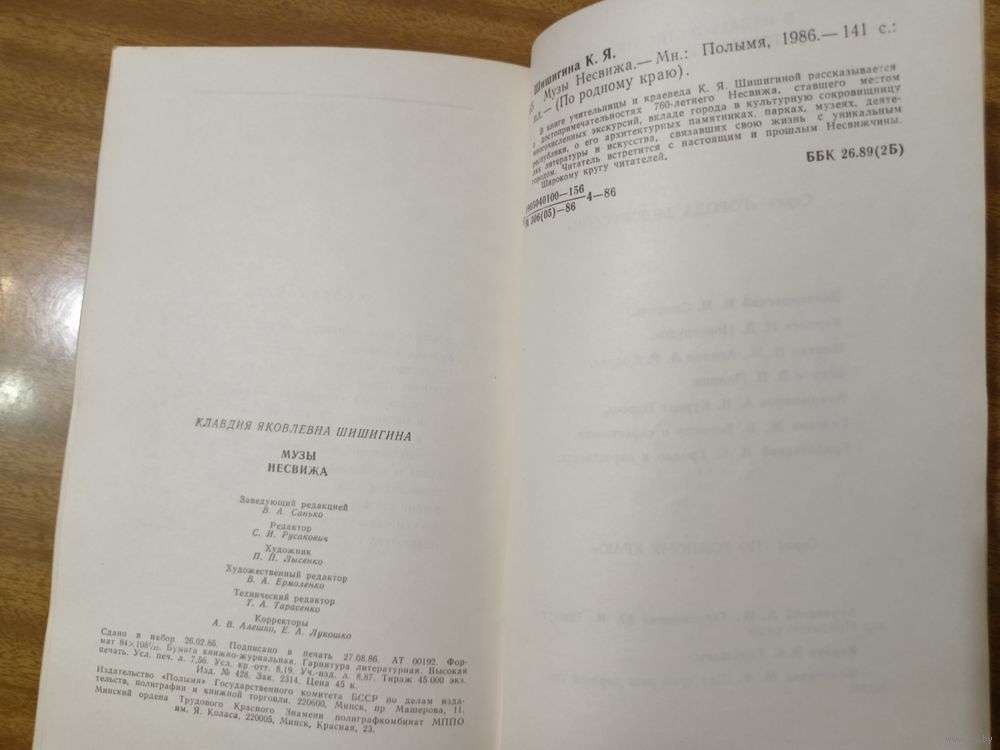 КЛАВДИЯ ЯКОВЛЕВНА ШИШИГИНА
МУЗЫ
НЕСВИЖА
Заведующий редакцией
В. А. Санько
Редактор
С. И. Русакович
Художник
П. П. Лысенко
Художественный редактор
В. А. Ермоленко
Технический редактор
Т. А. Тарасенко
Корректоры
А. В. Алешко, Е. А. Лукошко
Сдано в набор 26.02.86. Подписано в печать 27.08.86. АТ 00192. Фор-
мат 84×108¹/₃₂. Бумага книжно-журнальная. Гарнитура литературная. Высокая
печать. Усл. печ. л. 7,56. Усл. кр.-отт. 8,19. Уч.-изд. л. 8,87. Тираж 45 000 экз.
Изд. № 428. Зак. 2314. Цена 45 к.
Издательство «Полымя» Государственного комитета БССР по делам изда-
тельств, полиграфии и книжной торговли. 220600, Минск, пр. Машерова, 11.
Минский ордена Трудового Красного Знамени полиграфкомбинат МППО
им. Я. Коласа. 220005, Минск, Красная, 23.
Шишигина К. Я.
Музы Несвижа.— Мн.: Полымя, 1986.— 141 с.:
ил.— (По родному краю).
В книге учительницы и краеведа К. Я. Шишигиной рассказывается
о достопримечательностях 760-летнего Несвижа, ставшего местом
многочисленных экскурсий, вкладе города в культурную сокровищницу
республики, о его архитектурных памятниках, парках, музеях, деяте-
лях литературы и искусства, связавших свою жизнь с уникальным
городом. Читатель встретится с настоящим и прошлым Несвижчины.
Широкому кругу читателей.
1905040100—156
306(05)—86
4—86
ББК 26.89(2Б)